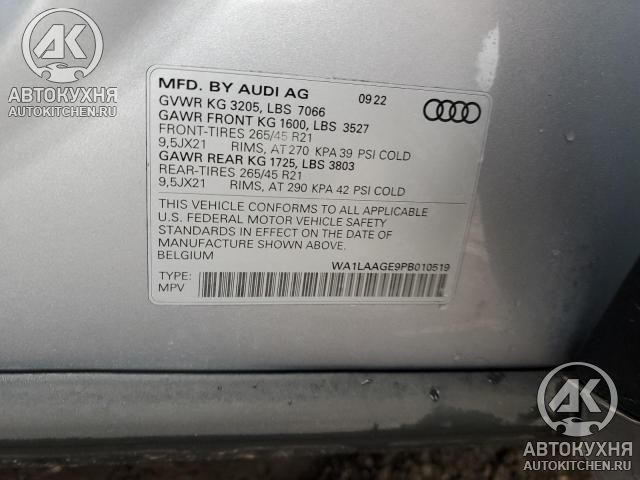 AK
АВТОКУХНЯ
AUTOKITCHEN.RU
MFD. BY AUDI AG
09 22
GVWR KG 3205, LBS 7066
GAWR FRONT KG 1600, LBS 3527
FRONT-TIRES 265/45 R21
9,5JX21 RIMS, AT 270 KPA 39 PSI COLD
GAWR REAR KG 1725, LBS 3803
REAR-TIRES 265/45 R21
9,5JX21 RIMS, AT 290 KPA 42 PSI COLD
THIS VEHICLE CONFORMS TO ALL APPLICABLE
U.S. FEDERAL MOTOR VEHICLE SAFETY
STANDARDS IN EFFECT ON THE DATE OF
MANUFACTURE SHOWN ABOVE.
BELGIUM
WA1LAAGE9PB010519
TYPE:
MPV
AK
АВТОКУХНЯ
AUTOKITCHEN.RU